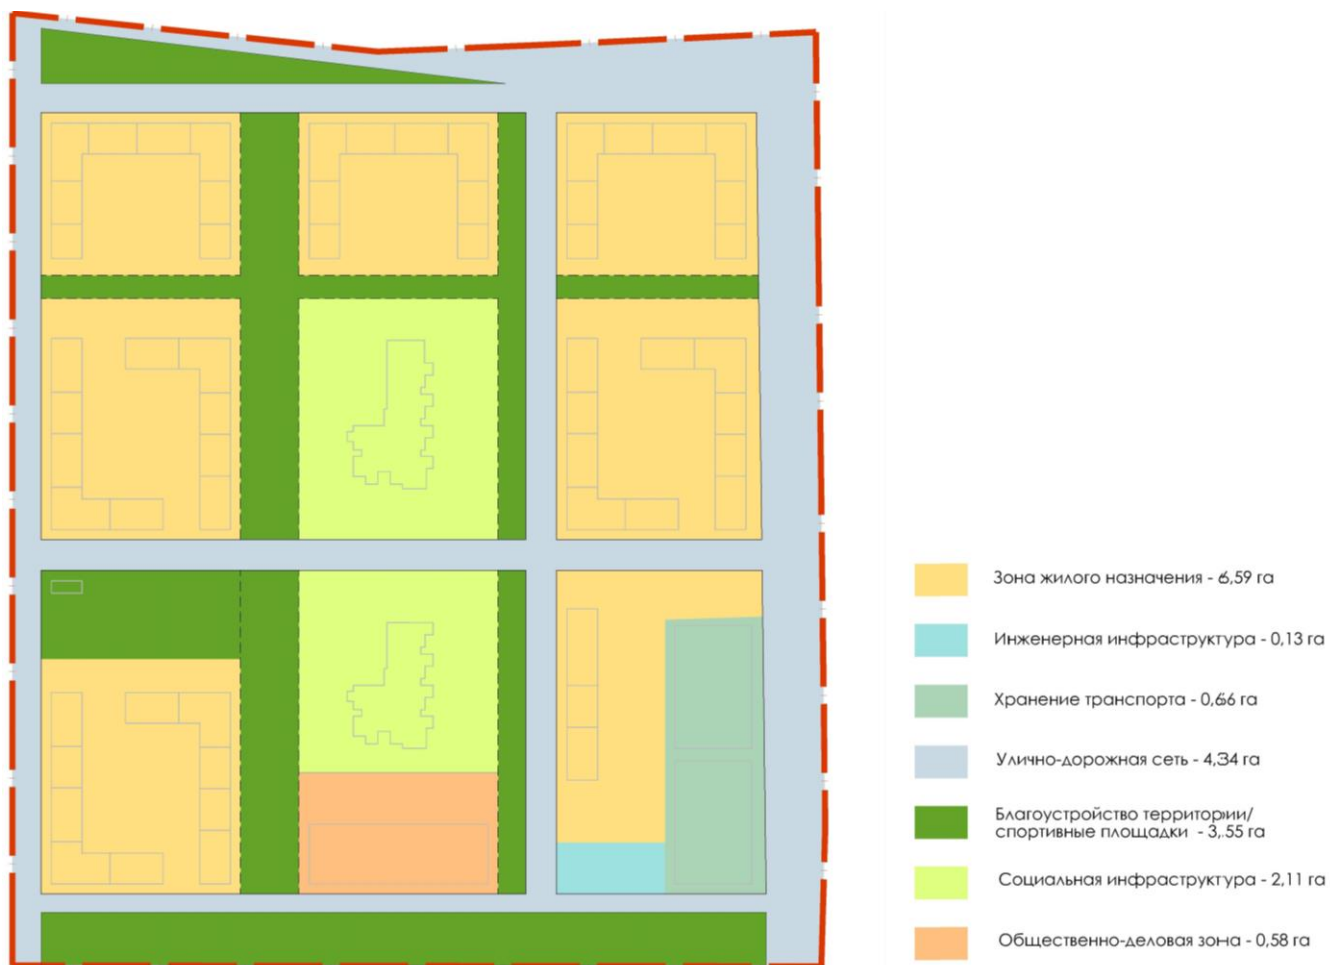 Зона жилого назначения - 6,59 га
Инженерная инфраструктура - 0,13 га
Хранение транспорта - 0,66 га
Улично-дорожная сеть - 4,34 га
Благоустройство территории/
спортивные площадки - 3,55 га
Социальная инфраструктура - 2,11 га
Общественно-деловая зона - 0,58 га